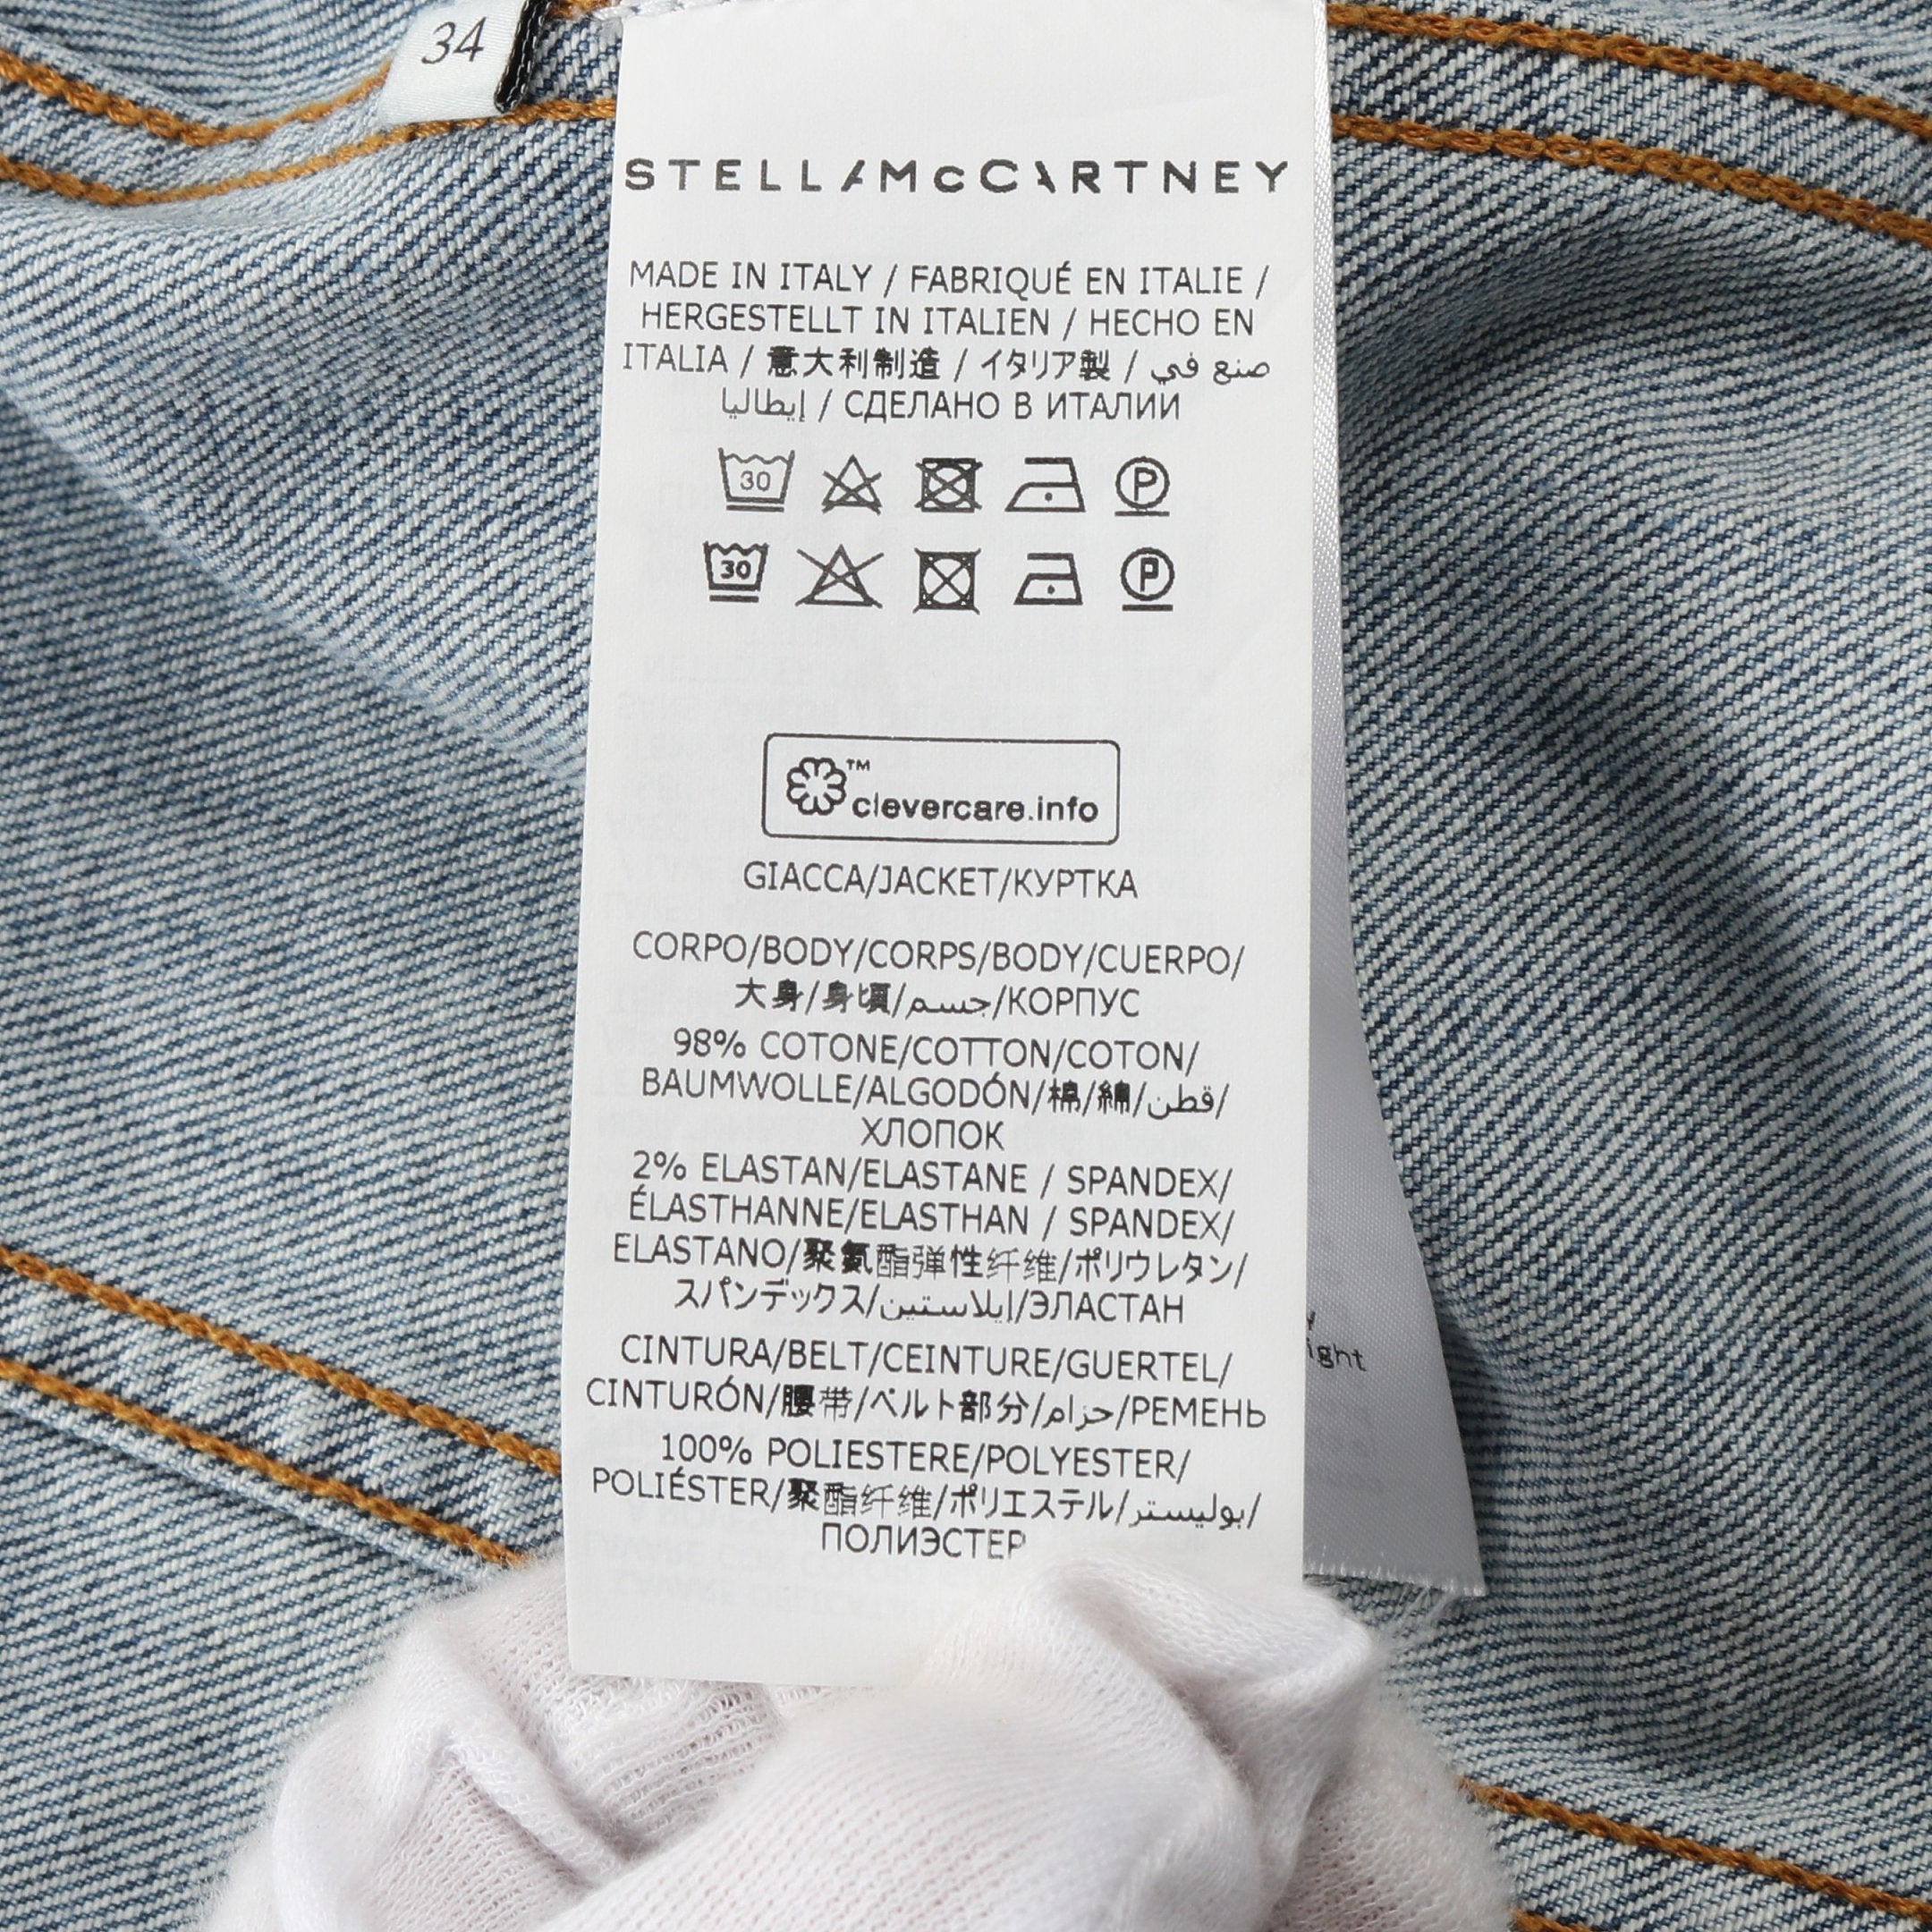 34
STELLA McCARTNEY
MADE IN ITALY / FABRIQUÉ EN ITALIE /
HERGESTELLT IN ITALIEN / HECHO EN
ITALIA / 意大利制造 / イタリア製 / صنع في
إيطاليا / СДЕЛАНО В ИТАЛИИ
30 P
30 P
™
clevercare.info
GIACCA/JACKET/КУРТКА
CORPO/BODY/CORPS/BODY/CUERPO/
大身/身頃/جسم/КОРПУС
98% COTONE/COTTON/COTON/
BAUMWOLLE/ALGODÓN/棉/綿/قطن/
ХЛОПОК
2% ELASTAN/ELASTANE / SPANDEX/
ÉLASTHANNE/ELASTHAN / SPANDEX/
ELASTANO/聚氨酯弹性纤维/ポリウレタン/
スパンデックス/إيلاستين/ЭЛАСТАН
CINTURA/BELT/CEINTURE/GUERTEL/
CINTURÓN/腰带/ベルト部分/حزام/РЕМЕНЬ
100% POLIESTERE/POLYESTER/
POLIÉSTER/聚酯纤维/ポリエステル/بوليستر/
ПОЛИЭСТЕР